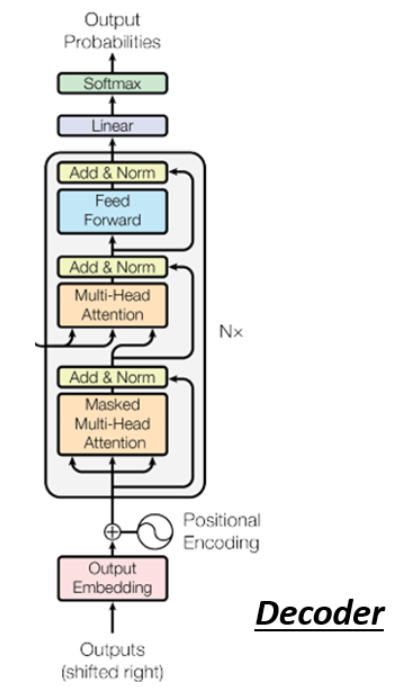 Output
Probabilities
Softmax
Linear
Add & Norm
Feed
Forward
Add & Norm
Multi-Head
Attention
N×
Add & Norm
Masked
Multi-Head
Attention
Positional
Encoding
Output
Embedding
Decoder
Outputs
(shifted right)